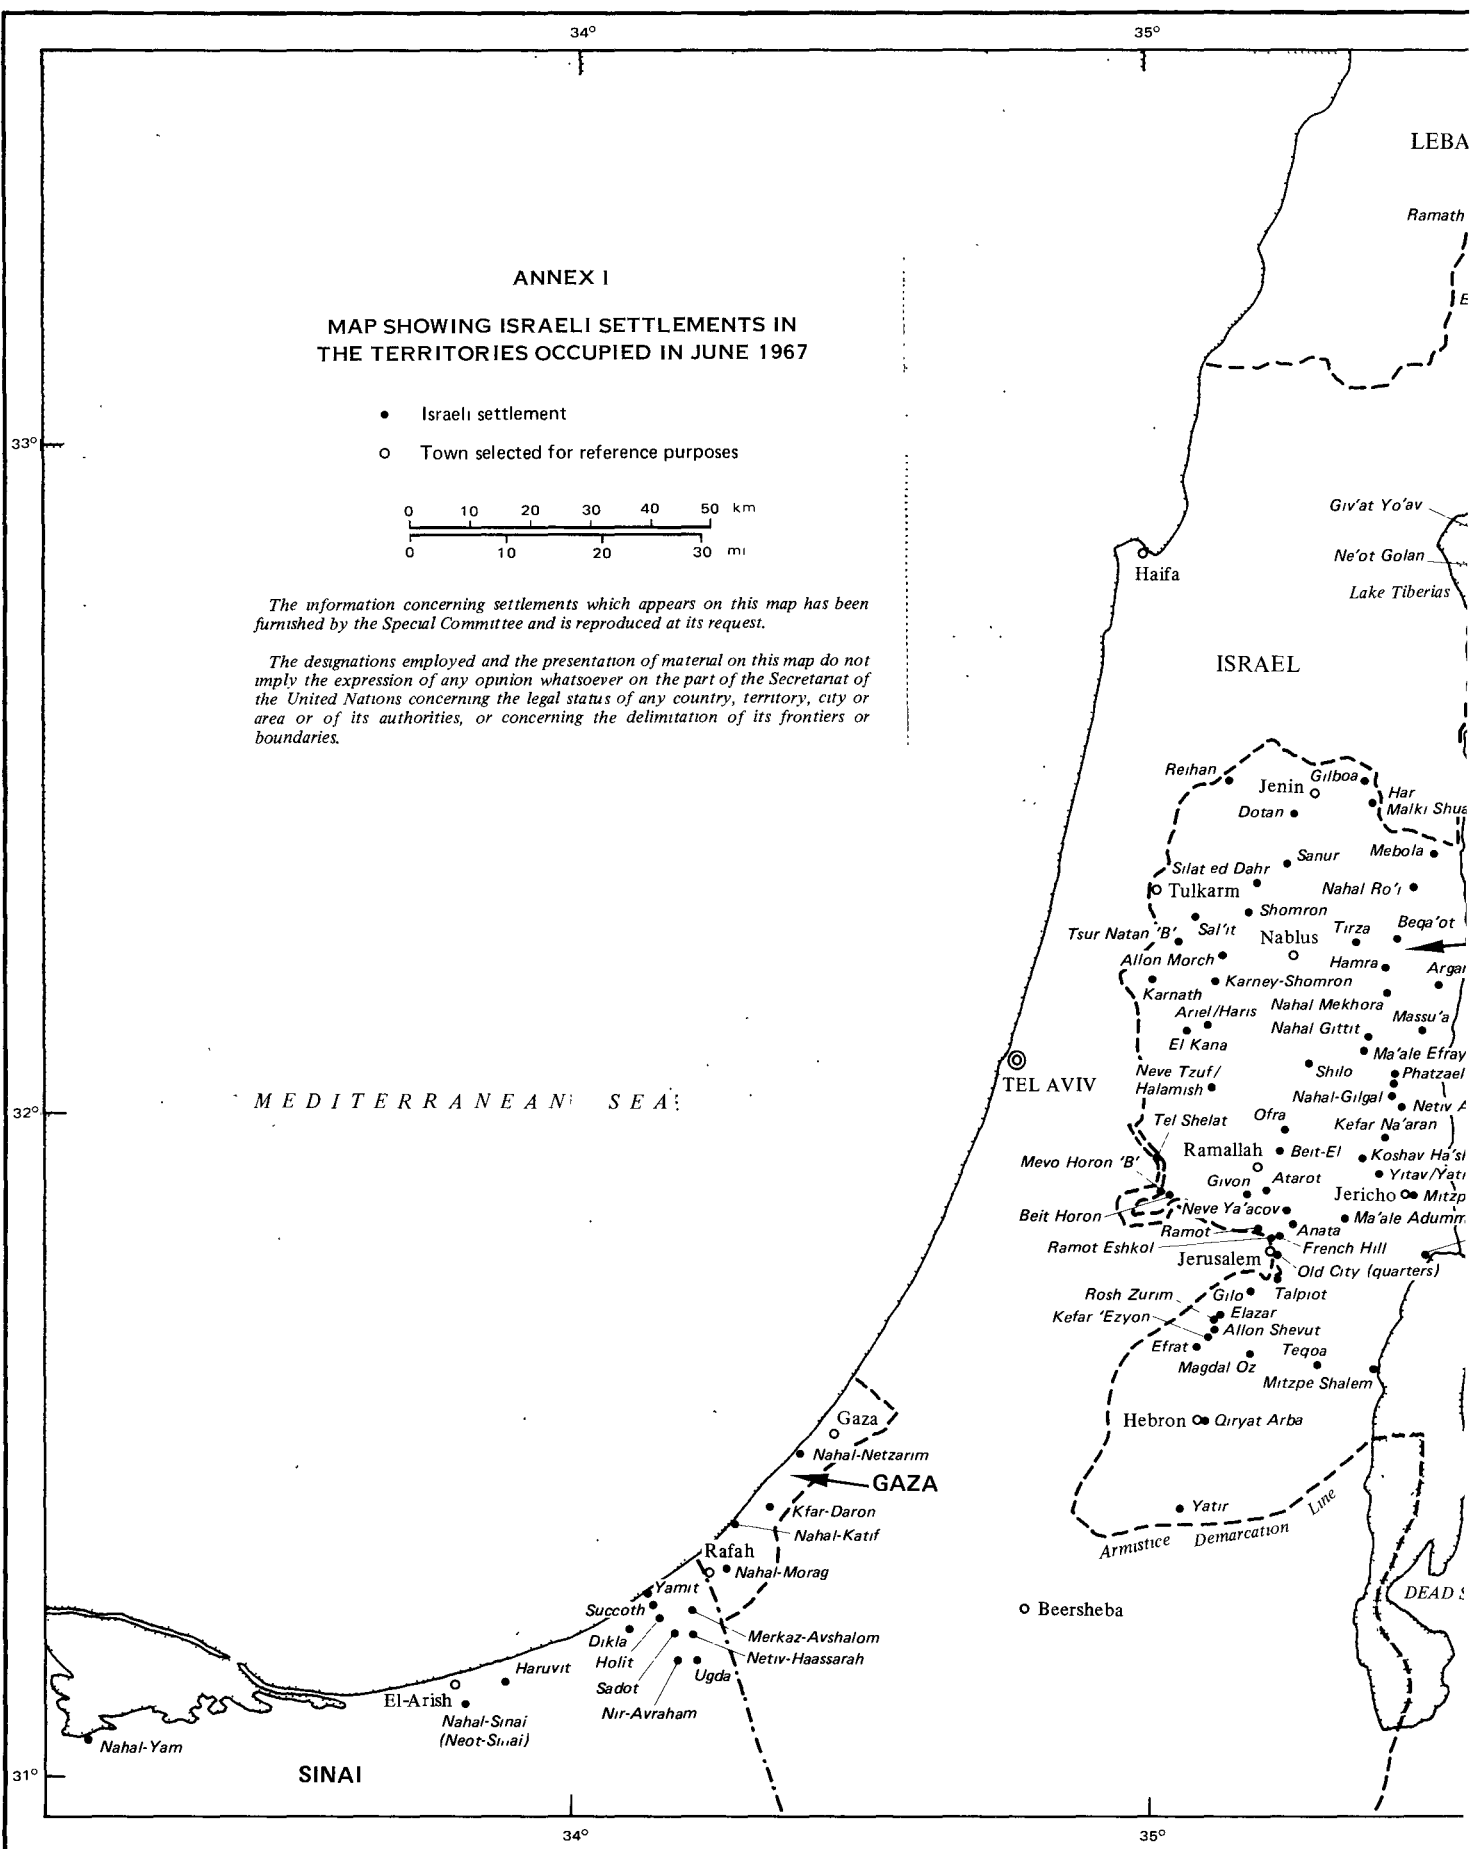 34°
35°
LEBA
Ramath
E
ANNEX I
MAP SHOWING ISRAELI SETTLEMENTS IN
THE TERRITORIES OCCUPIED IN JUNE 1967
Israeli settlement
Town selected for reference purposes
33°
0 10 20 30 40 50 km
0 10 20 30 mi
The information concerning settlements which appears on this map has been
furnished by the Special Committee and is reproduced at its request.
The designations employed and the presentation of material on this map do not
imply the expression of any opinion whatsoever on the part of the Secretariat of
the United Nations concerning the legal status of any country, territory, city or
area or of its authorities, or concerning the delimitation of its frontiers or
boundaries.
Giv'at Yo'av
Ne'ot Golan
Haifa
Lake Tiberias
ISRAEL
Reihan
Jenin
Gilboa
Har
Malki Shua
Dotan
Mebola
Sanur
Silat ed Dahr
Tulkarm
Nahal Ro'i
Shomron
Sal'it
Tsur Natan 'B'
Nablus
Tirza
Beqa'ot
Allon Morch
Hamra
Argar
Karnath
Karney-Shomron
Nahal Mekhora
Ariel/Haris
Massu'a
El Kana
Nahal Gittit
Ma'ale Efray
Neve Tzuf/
Halamish
Shilo
Phatzael
TEL AVIV
MEDITERRANEAN SEA
32°
Nahal-Gilgal
Netiv A
Tel Shelat
Ofra
Kefar Na'aran
Mevo Horon 'B'
Ramallah
Beit-El
Koshav Ha'sh
Givon
Atarot
Yitav/Yati
Jericho
Mitzp
Beit Horon
Neve Ya'acov
Ma'ale Adumm
Ramot
Anata
Ramot Eshkol
French Hill
Jerusalem
Old City (quarters)
Rosh Zurim
Gilo
Talpiot
Kefar 'Ezyon
Elazar
Allon Shevut
Efrat
Magdal Oz
Teqoa
Mitzpe Shalem
Hebron
Qiryat Arba
Gaza
Nahal-Netzarim
GAZA
Kfar-Daron
Nahal-Katif
Yatir
Armistice Demarcation Line
Rafah
Nahal-Morag
Yamit
Succoth
Beersheba
DEAD S
Dikla
Holit
Merkaz-Avshalom
Netiv-Haassarah
Sadot
Ugda
Nir-Avraham
Haruvit
El-Arish
Nahal-Sinai
(Neot-Sinai)
Nahal-Yam
SINAI
31°
34°
35°